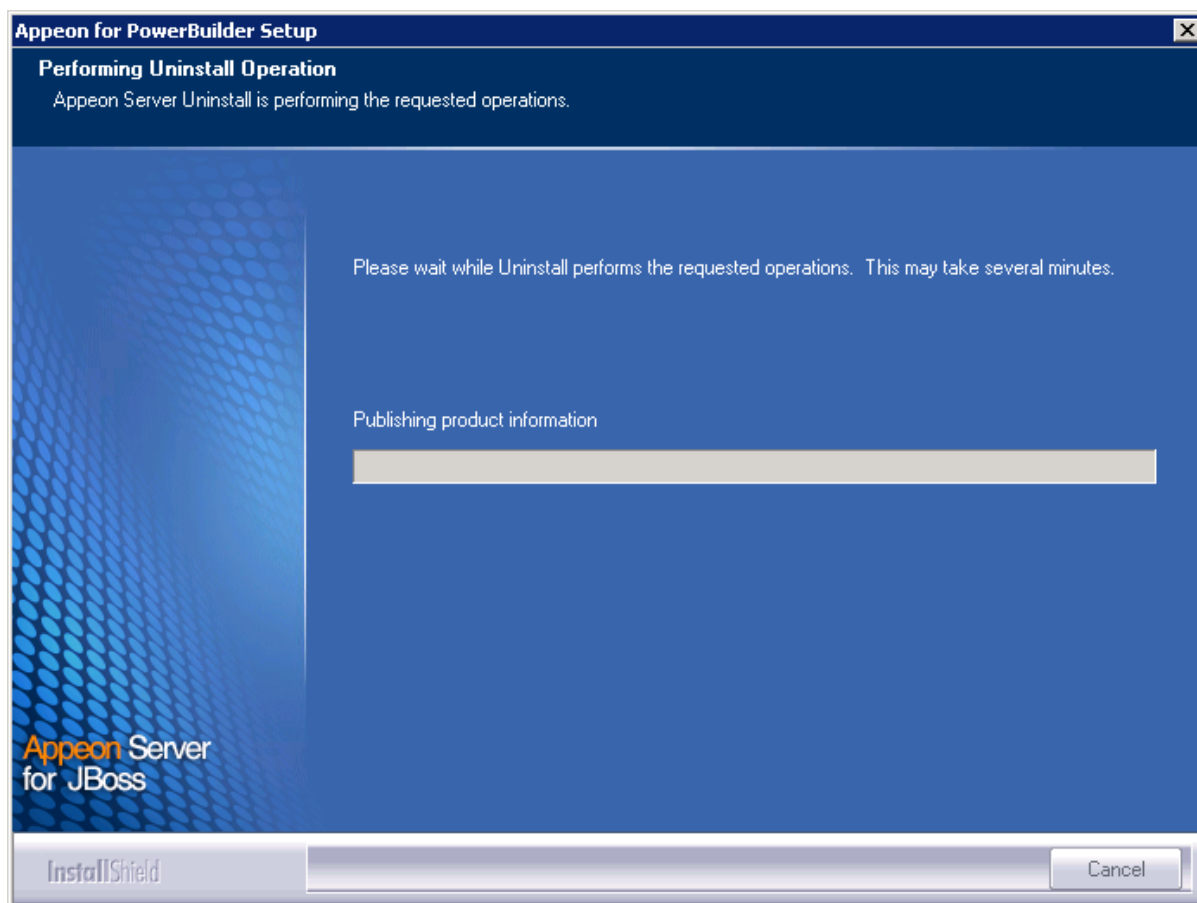 Appeon for PowerBuilder Setup
Performing Uninstall Operation
Appeon Server Uninstall is performing the requested operations.
Please wait while Uninstall performs the requested operations.  This may take several minutes.
Publishing product information
Appeon Server
for JBoss
InstallShield
Cancel